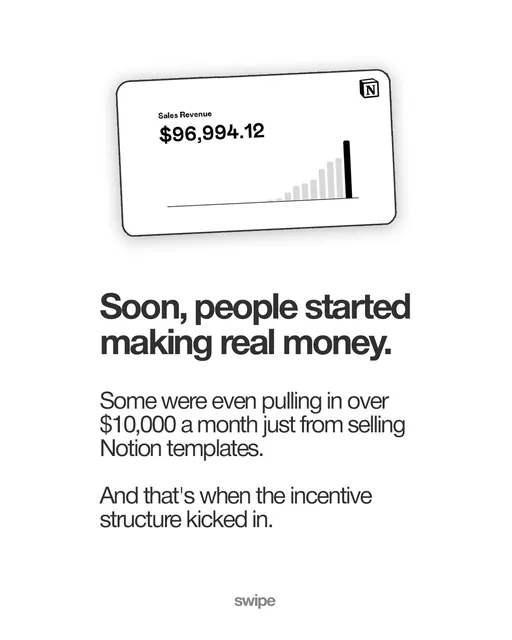 N
Sales Revenue
$96,994.12
Soon, people started
making real money.
Some were even pulling in over
$10,000 a month just from selling
Notion templates.
And that's when the incentive
structure kicked in.
swipe